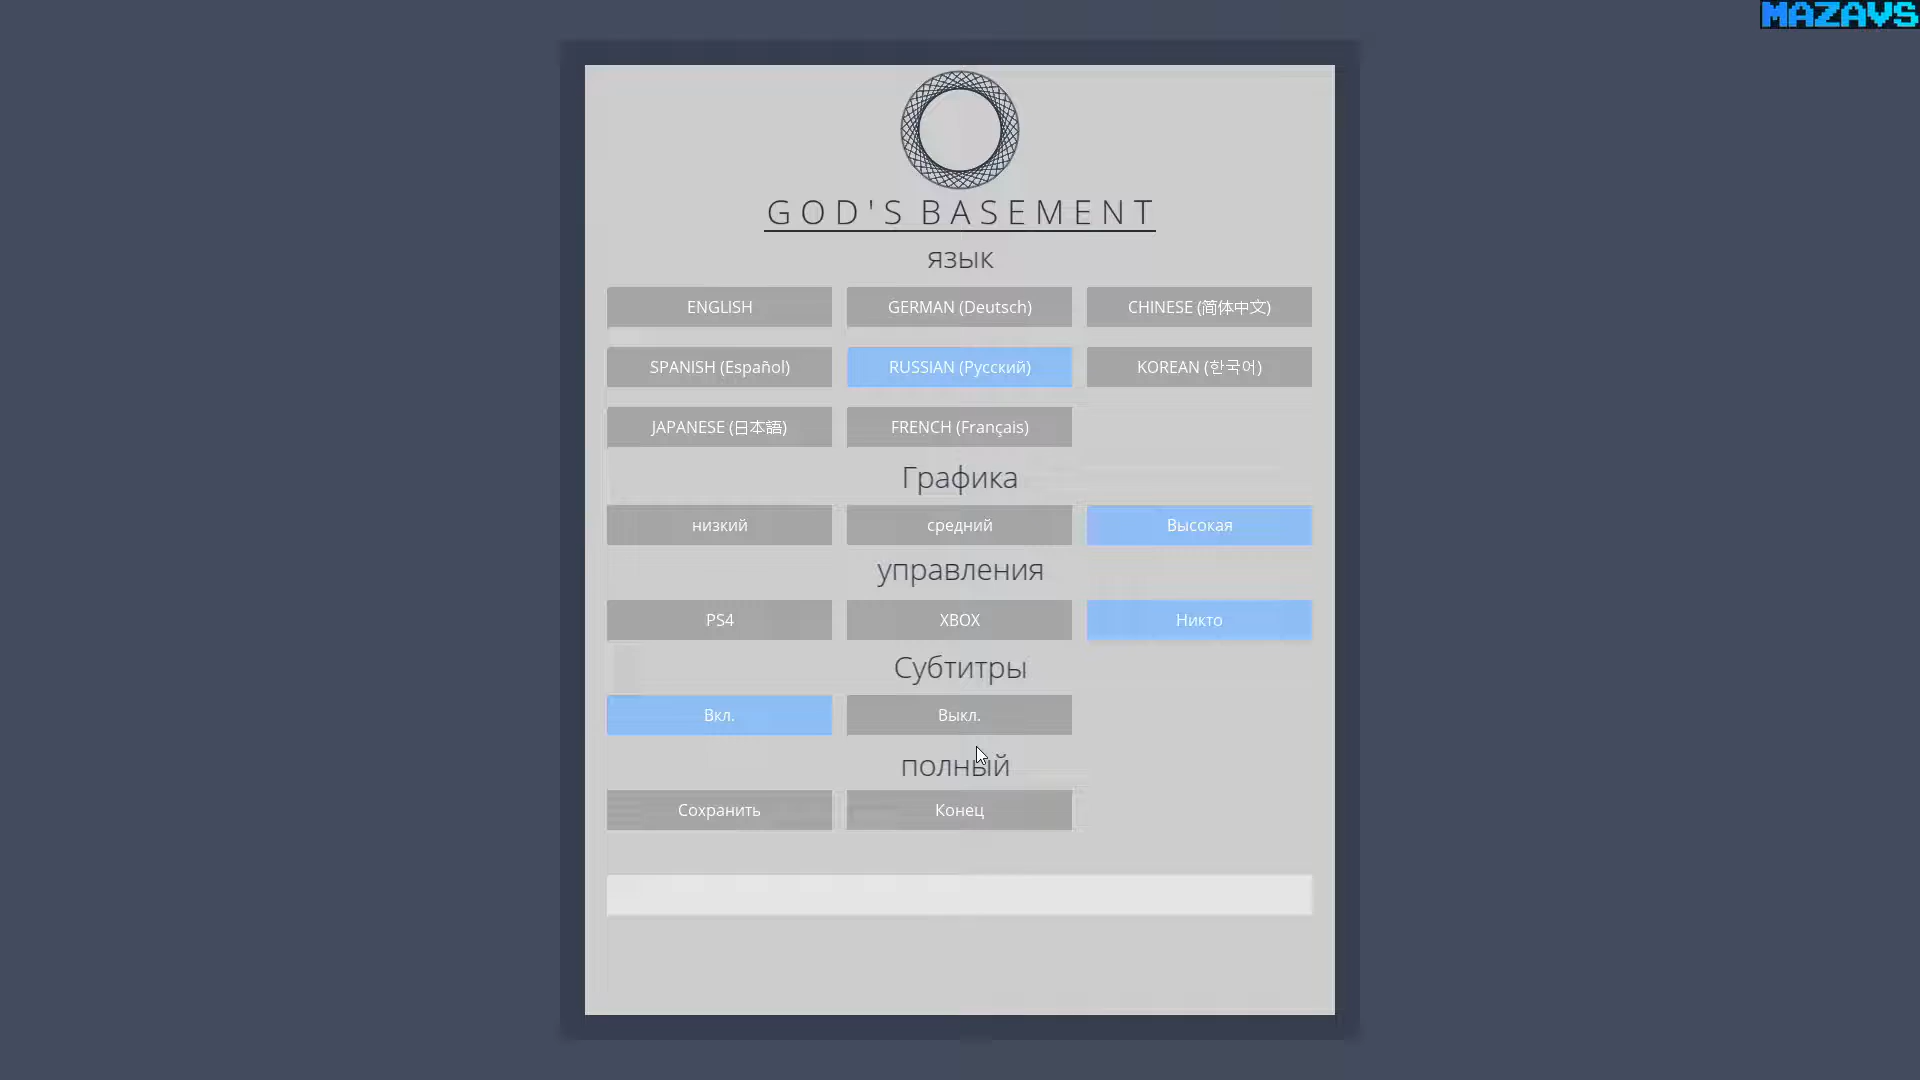 MAZAVS
GOD'S BASEMENT
язык
ENGLISH
GERMAN (Deutsch)
CHINESE (简体中文)
SPANISH (Español)
RUSSIAN (Русский)
KOREAN (한국어)
JAPANESE (日本語)
FRENCH (Français)
Графика
низкий
средний
Высокая
управления
PS4
XBOX
Никто
Субтитры
Вкл.
Выкл.
полный
Сохранить
Конец